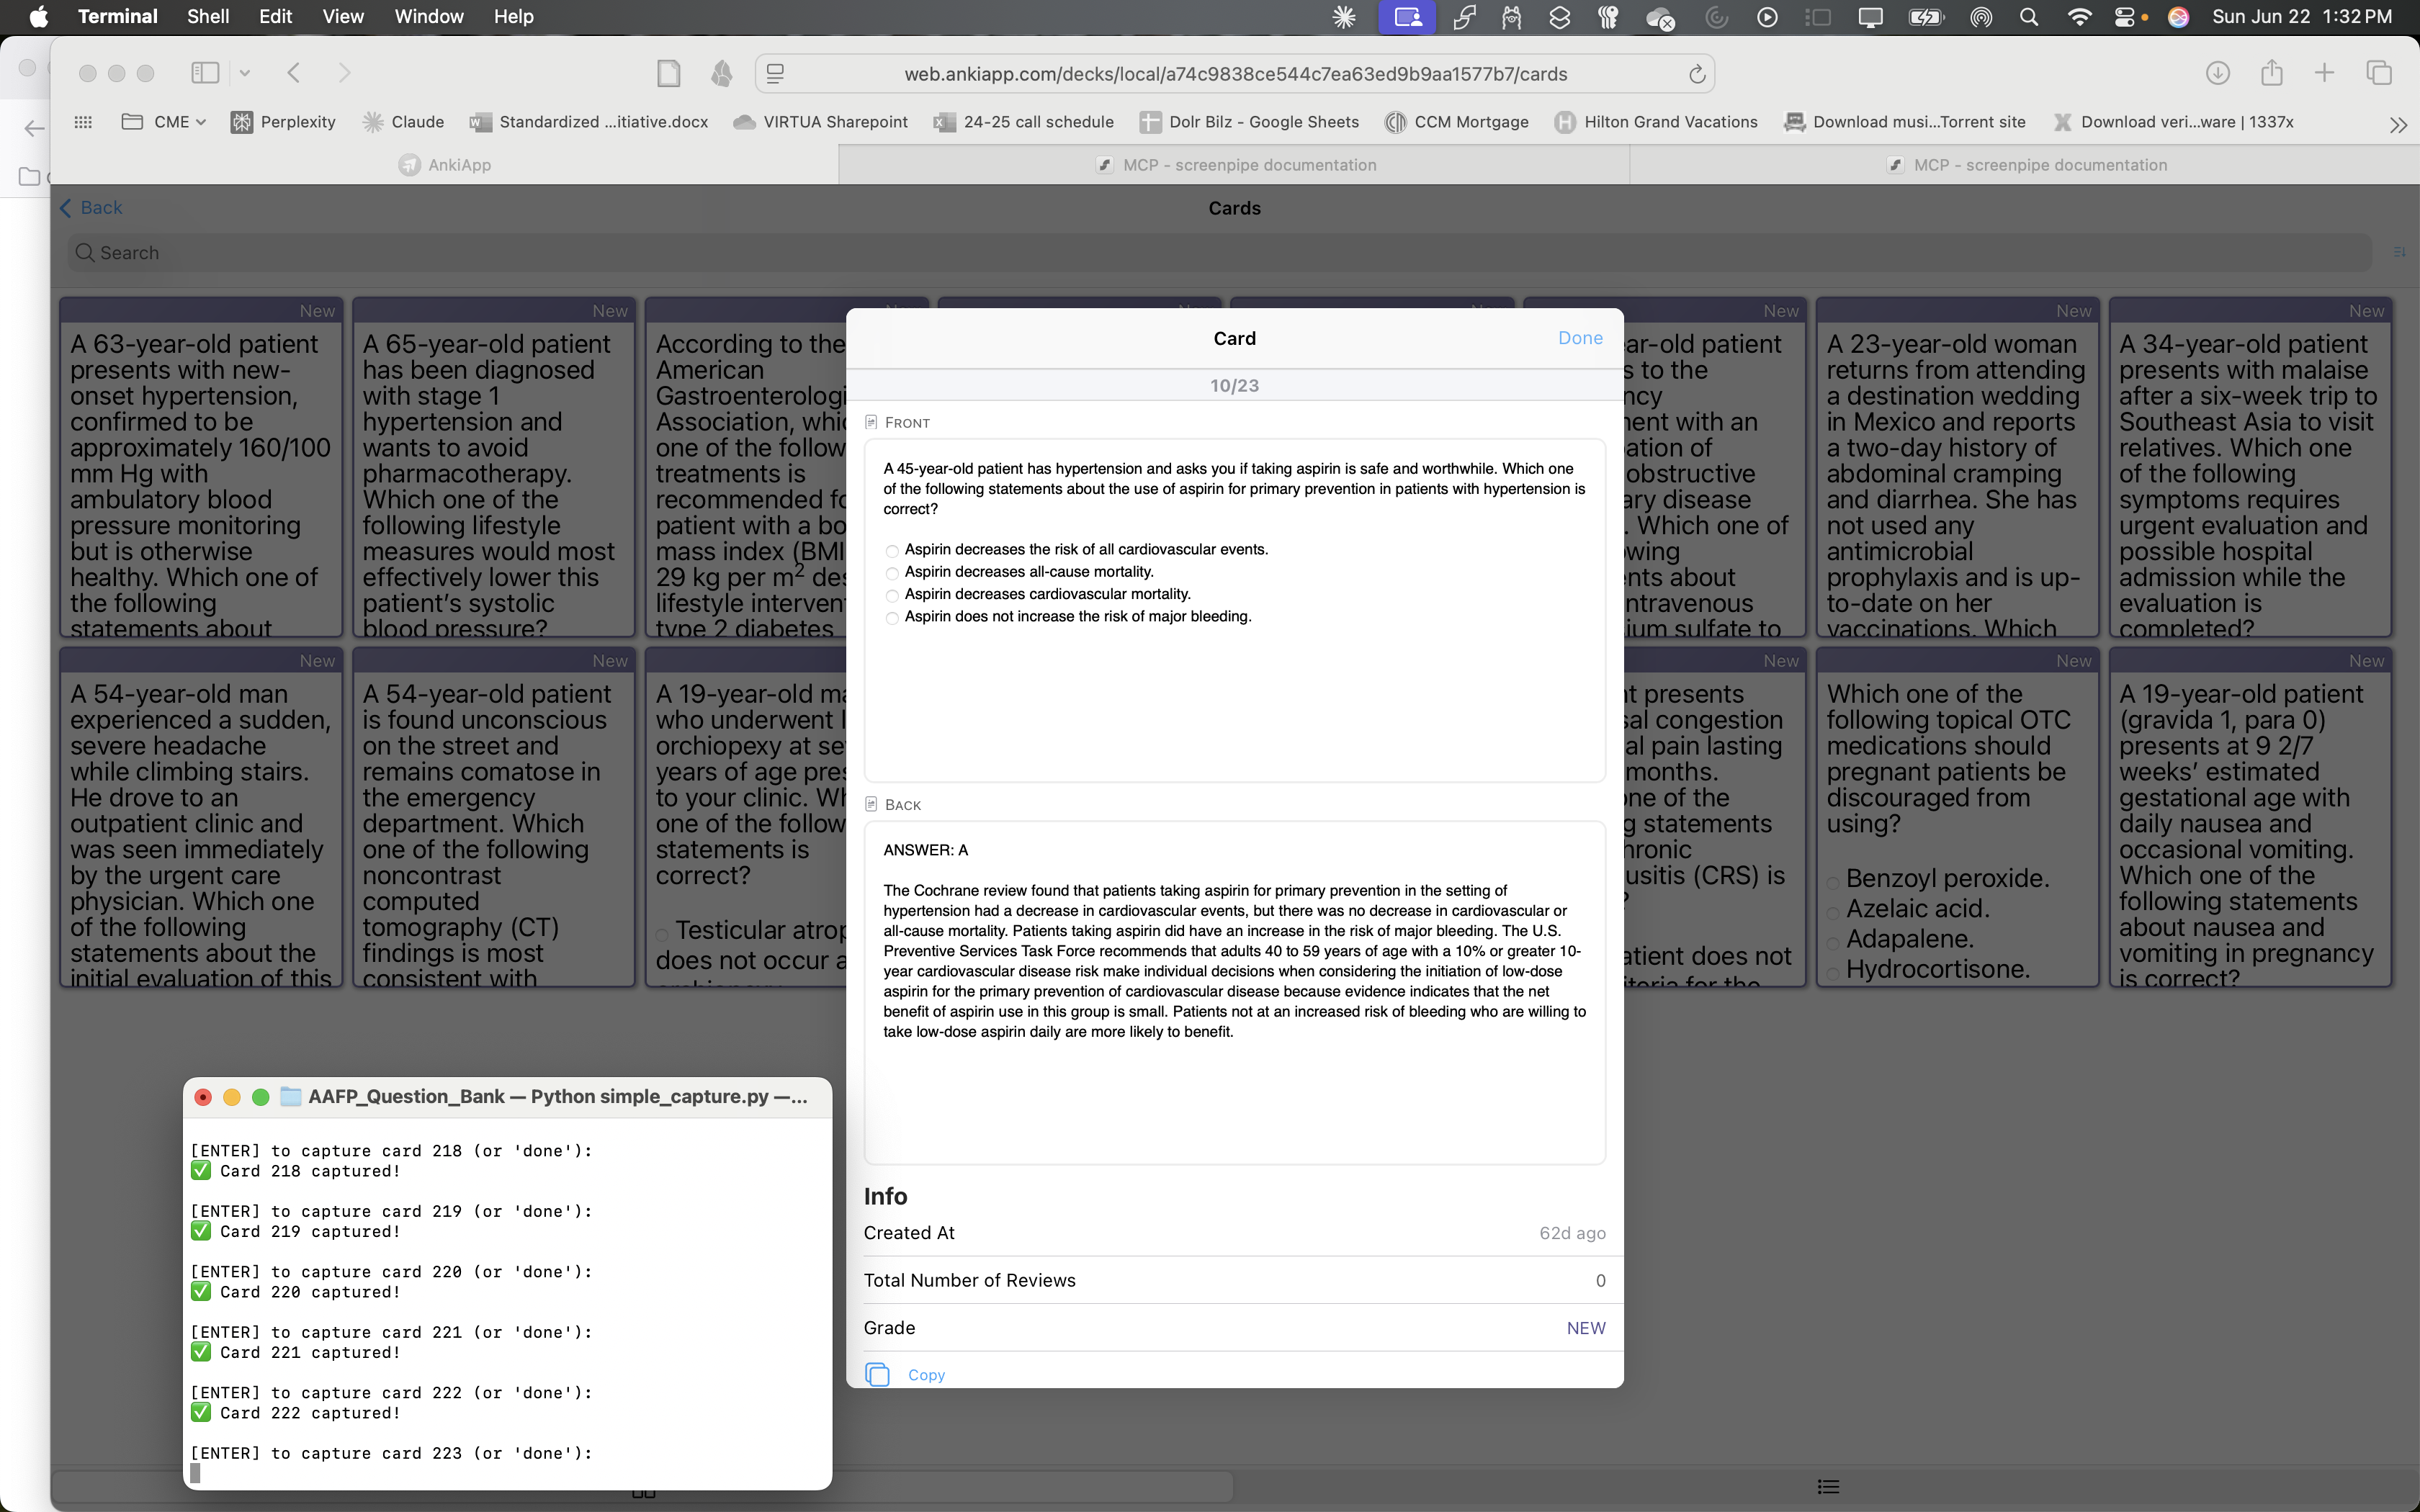 Terminal Shell Edit View Window Help
Sun Jun 22 1:32 PM
web.ankiapp.com/decks/local/a74c9838ce544c7ea63ed9b9aa1577b7/cards
CME Perplexity Claude Standardized ...itiative.docx VIRTUA Sharepoint 24-25 call schedule Dolr Bilz - Google Sheets CCM Mortgage Hilton Grand Vacations Download musi...Torrent site Download veri...ware | 1337x
AnkiApp MCP - screenpipe documentation MCP - screenpipe documentation
Back
Cards
Search
New
A 63-year-old patient
presents with new-
onset hypertension,
confirmed to be
approximately 160/100
mm Hg with
ambulatory blood
pressure monitoring
but is otherwise
healthy. Which one of
the following
statements about
New
A 65-year-old patient
has been diagnosed
with stage 1
hypertension and
wants to avoid
pharmacotherapy.
Which one of the
following lifestyle
measures would most
effectively lower this
patient's systolic
blood pressure?
According to the
American
Gastroenterologi
Association, whic
one of the follow
treatments is
recommended fo
patient with a bo
mass index (BMI
29 kg per m2 des
lifestyle interven
type 2 diabetes
New
ar-old patient
s to the
ncy
nent with an
ation of
obstructive
ary disease
. Which one of
wing
nts about
ntravenous
ium sulfate to
New
A 23-year-old woman
returns from attending
a destination wedding
in Mexico and reports
a two-day history of
abdominal cramping
and diarrhea. She has
not used any
antimicrobial
prophylaxis and is up-
to-date on her
vaccinations. Which
New
A 34-year-old patient
presents with malaise
after a six-week trip to
Southeast Asia to visit
relatives. Which one
of the following
symptoms requires
urgent evaluation and
possible hospital
admission while the
evaluation is
completed?
New
A 54-year-old man
experienced a sudden,
severe headache
while climbing stairs.
He drove to an
outpatient clinic and
was seen immediately
by the urgent care
physician. Which one
of the following
statements about the
initial evaluation of this
New
A 54-year-old patient
is found unconscious
on the street and
remains comatose in
the emergency
department. Which
one of the following
noncontrast
computed
tomography (CT)
findings is most
consistent with
A 19-year-old ma
who underwent l
orchiopexy at se
years of age pres
to your clinic. Wh
one of the follow
statements is
correct?
Testicular atrop
does not occur a
New
nt presents
sal congestion
al pain lasting
months.
ne of the
g statements
hronic
usitis (CRS) is
?
atient does not
iteria for the
New
Which one of the
following topical OTC
medications should
pregnant patients be
discouraged from
using?
Benzoyl peroxide.
Azelaic acid.
Adapalene.
Hydrocortisone.
New
A 19-year-old patient
(gravida 1, para 0)
presents at 9 2/7
weeks' estimated
gestational age with
daily nausea and
occasional vomiting.
Which one of the
following statements
about nausea and
vomiting in pregnancy
is correct?
Card
Done
10/23
FRONT
A 45-year-old patient has hypertension and asks you if taking aspirin is safe and worthwhile. Which one
of the following statements about the use of aspirin for primary prevention in patients with hypertension is
correct?
Aspirin decreases the risk of all cardiovascular events.
Aspirin decreases all-cause mortality.
Aspirin decreases cardiovascular mortality.
Aspirin does not increase the risk of major bleeding.
BACK
ANSWER: A
The Cochrane review found that patients taking aspirin for primary prevention in the setting of
hypertension had a decrease in cardiovascular events, but there was no decrease in cardiovascular or
all-cause mortality. Patients taking aspirin did have an increase in the risk of major bleeding. The U.S.
Preventive Services Task Force recommends that adults 40 to 59 years of age with a 10% or greater 10-
year cardiovascular disease risk make individual decisions when considering the initiation of low-dose
aspirin for the primary prevention of cardiovascular disease because evidence indicates that the net
benefit of aspirin use in this group is small. Patients not at an increased risk of bleeding who are willing to
take low-dose aspirin daily are more likely to benefit.
Info
Created At 62d ago
Total Number of Reviews 0
Grade NEW
Copy
AAFP_Question_Bank — Python simple_capture.py —...
[ENTER] to capture card 218 (or 'done'):
✅ Card 218 captured!
[ENTER] to capture card 219 (or 'done'):
✅ Card 219 captured!
[ENTER] to capture card 220 (or 'done'):
✅ Card 220 captured!
[ENTER] to capture card 221 (or 'done'):
✅ Card 221 captured!
[ENTER] to capture card 222 (or 'done'):
✅ Card 222 captured!
[ENTER] to capture card 223 (or 'done'):